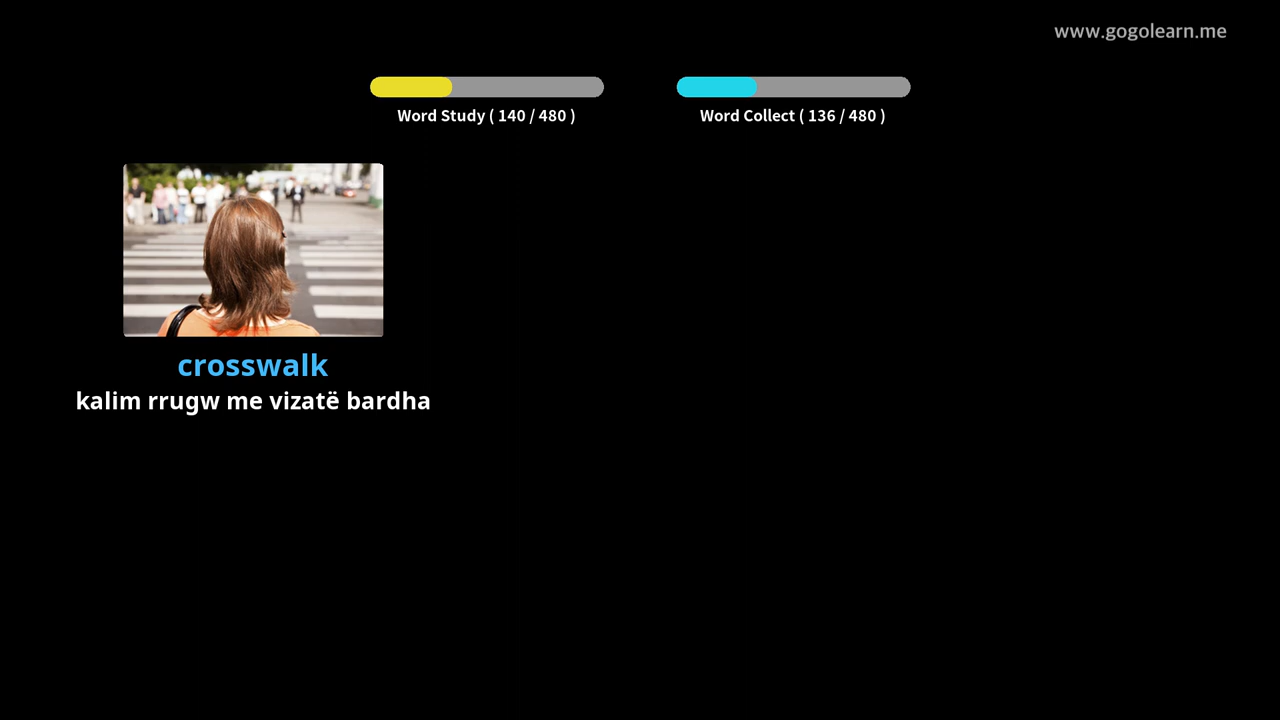 www.gogolearn.me
Word Study ( 140 / 480 )
Word Collect ( 136 / 480 )
crosswalk
kalim rrugw me vizatë bardha